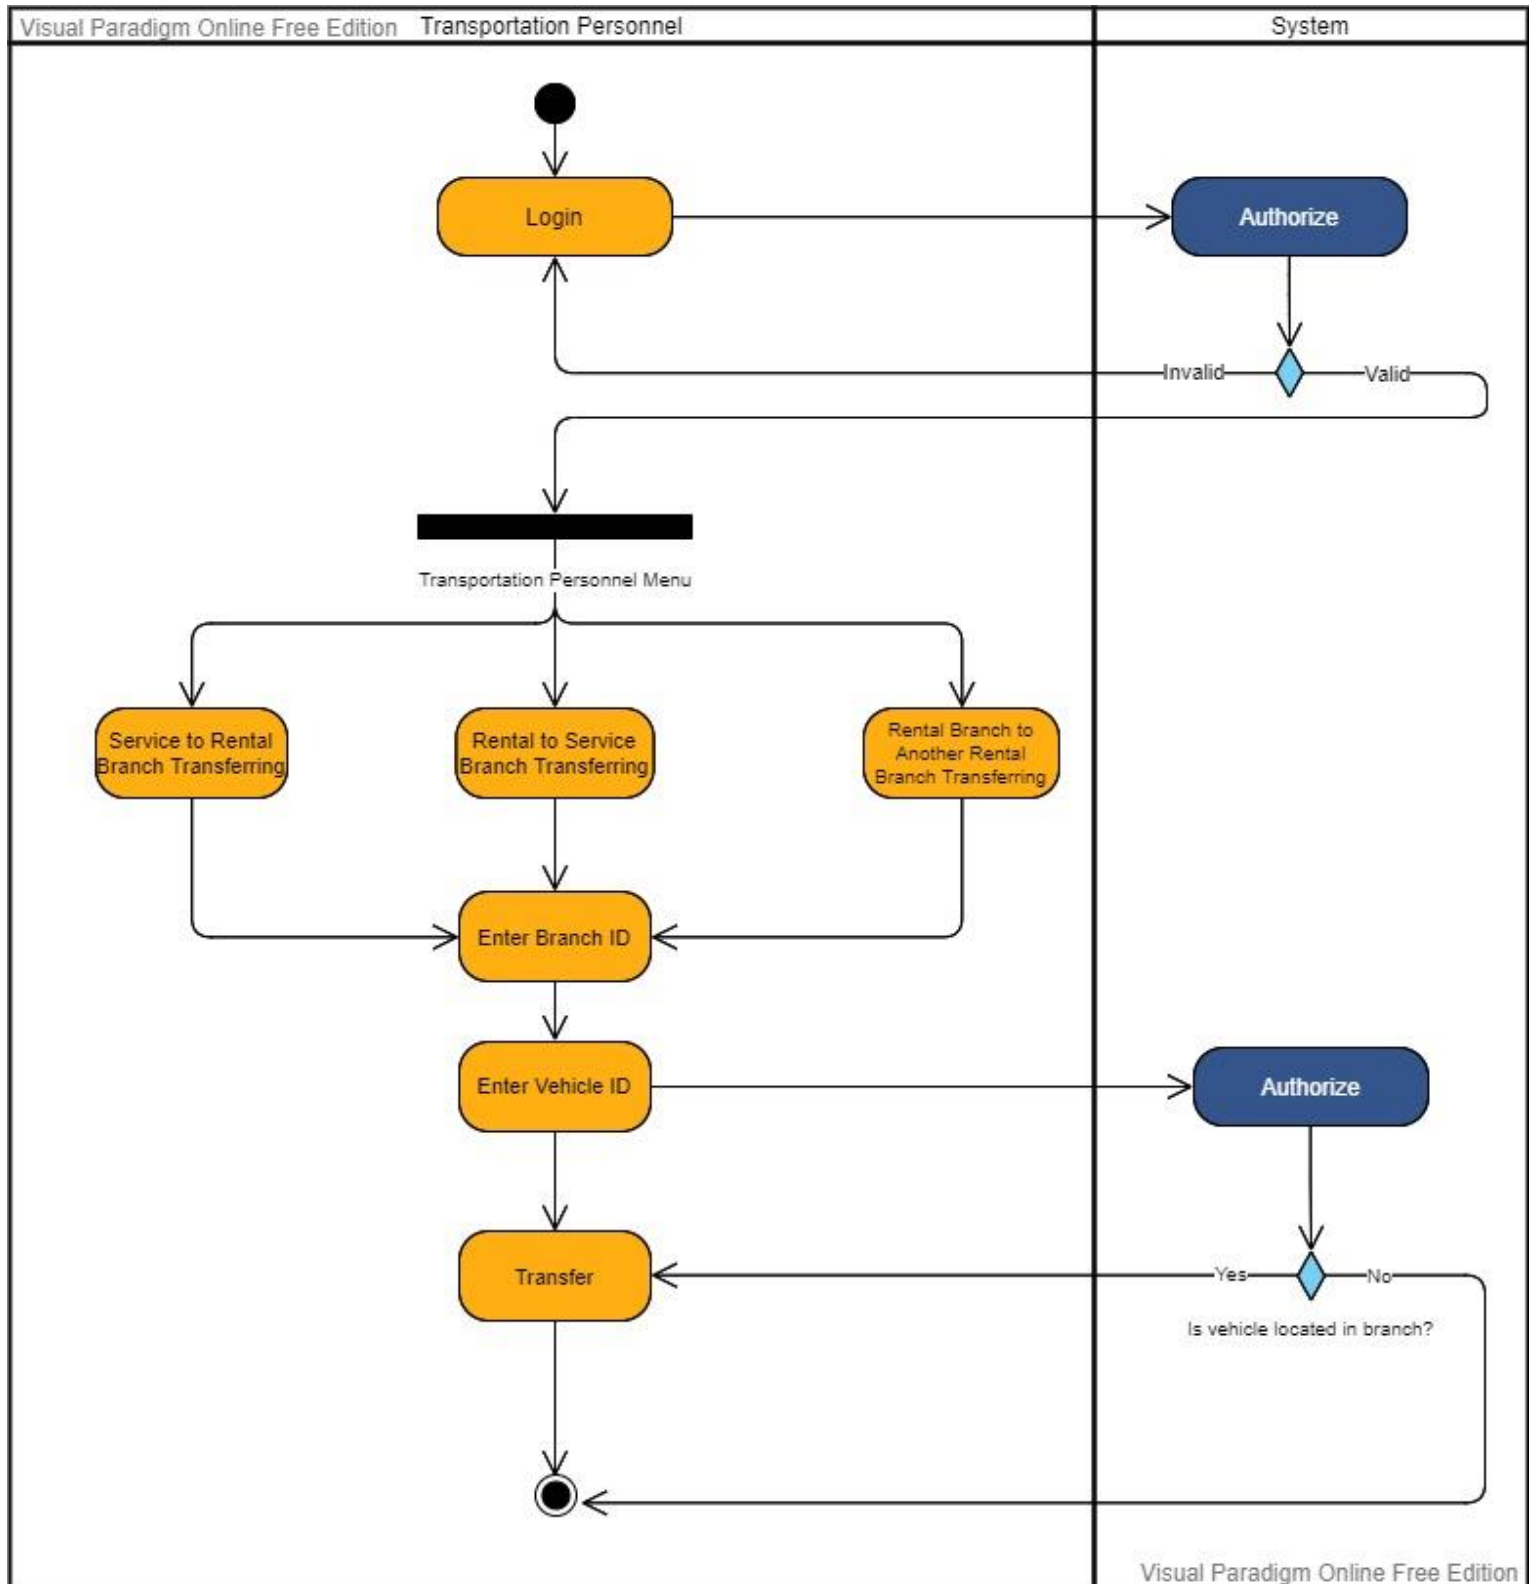 Visual Paradigm Online Free Edition
Transportation Personnel
System
Login
Authorize
Invalid
Valid
Transportation Personnel Menu
Service to Rental
Branch Transferring
Rental to Service
Branch Transferring
Rental Branch to
Another Rental
Branch Transferring
Enter Branch ID
Enter Vehicle ID
Authorize
Transfer
Yes
No
Is vehicle located in branch?
Visual Paradigm Online Free Edition